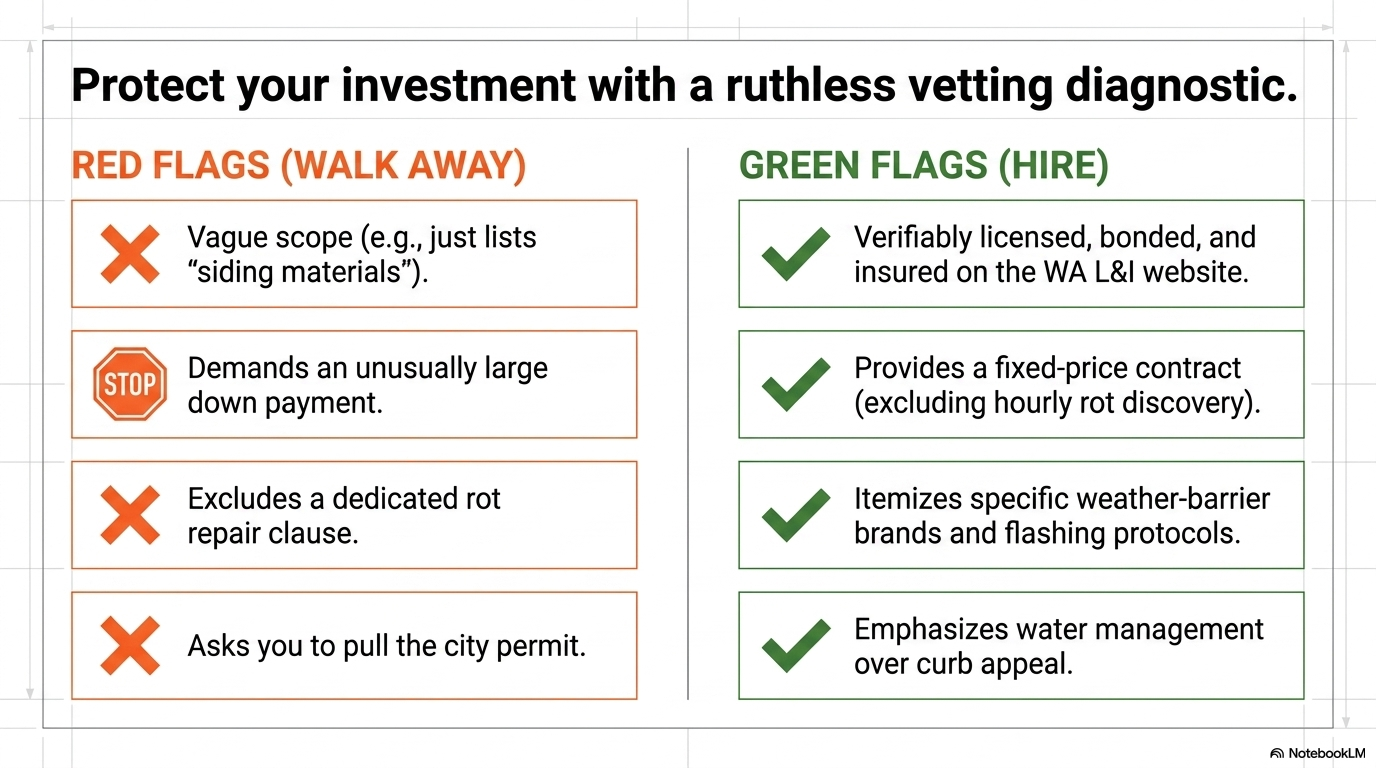 Protect your investment with a ruthless vetting diagnostic.
RED FLAGS (WALK AWAY)
Vague scope (e.g., just lists
“siding materials”).
STOP
Demands an unusually large
down payment.
Excludes a dedicated rot
repair clause.
Asks you to pull the city permit.
GREEN FLAGS (HIRE)
Verifiably licensed, bonded, and
insured on the WA L&I website.
Provides a fixed-price contract
(excluding hourly rot discovery).
Itemizes specific weather-barrier
brands and flashing protocols.
Emphasizes water management
over curb appeal.
NotebookLM